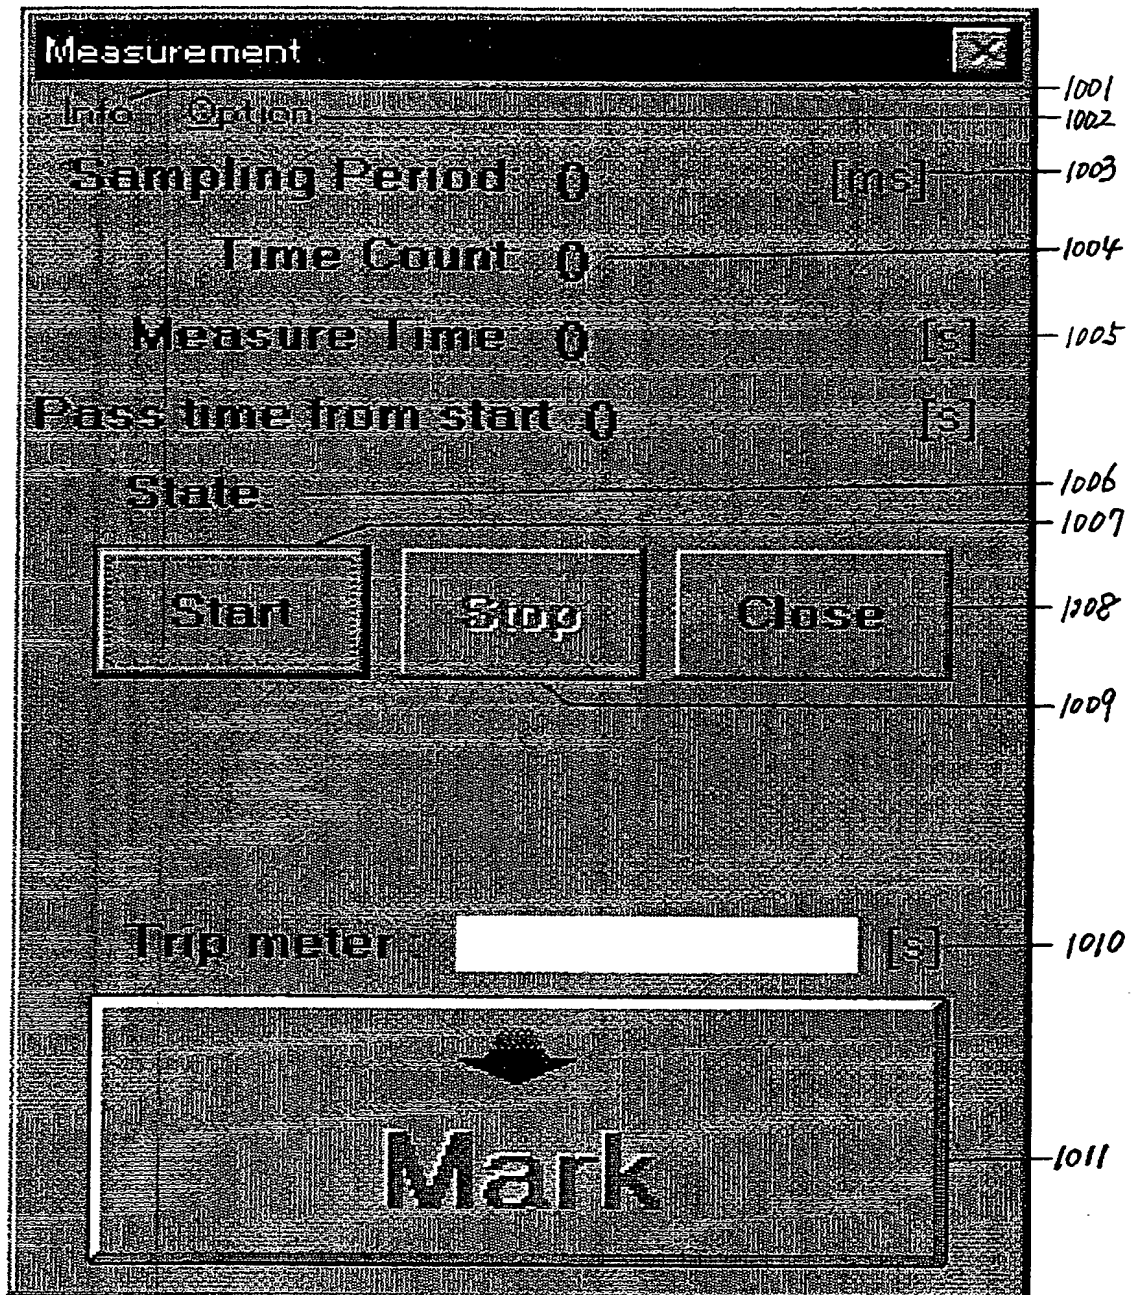 Measurement
1001
Info Option 1002
Sampling Period: 0 [ms] 1003
Time Count: 0 1004
Measure Time: 0 [s] 1005
Pass time from start 0 [s]
State: 1006
1007
Start Stop Close 1008
1009
Trip meter : [s] 1010
Mark 1011